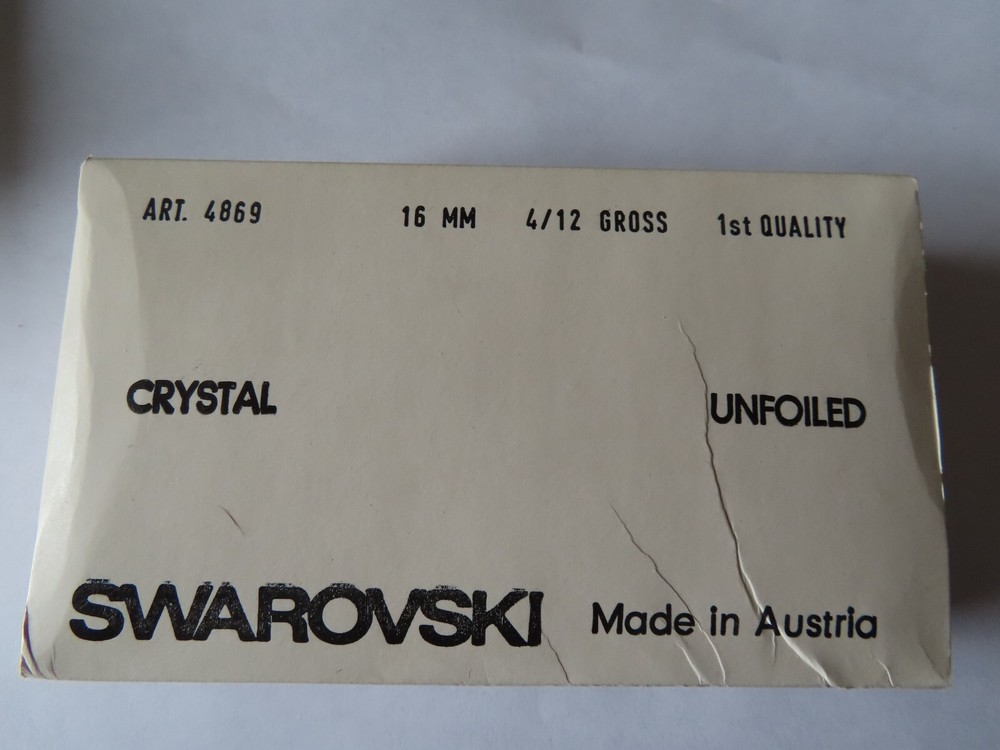 ART. 4869 16 MM 4/12 GROSS 1st QUALITY
CRYSTAL UNFOILED
SWAROVSKI Made in Austria